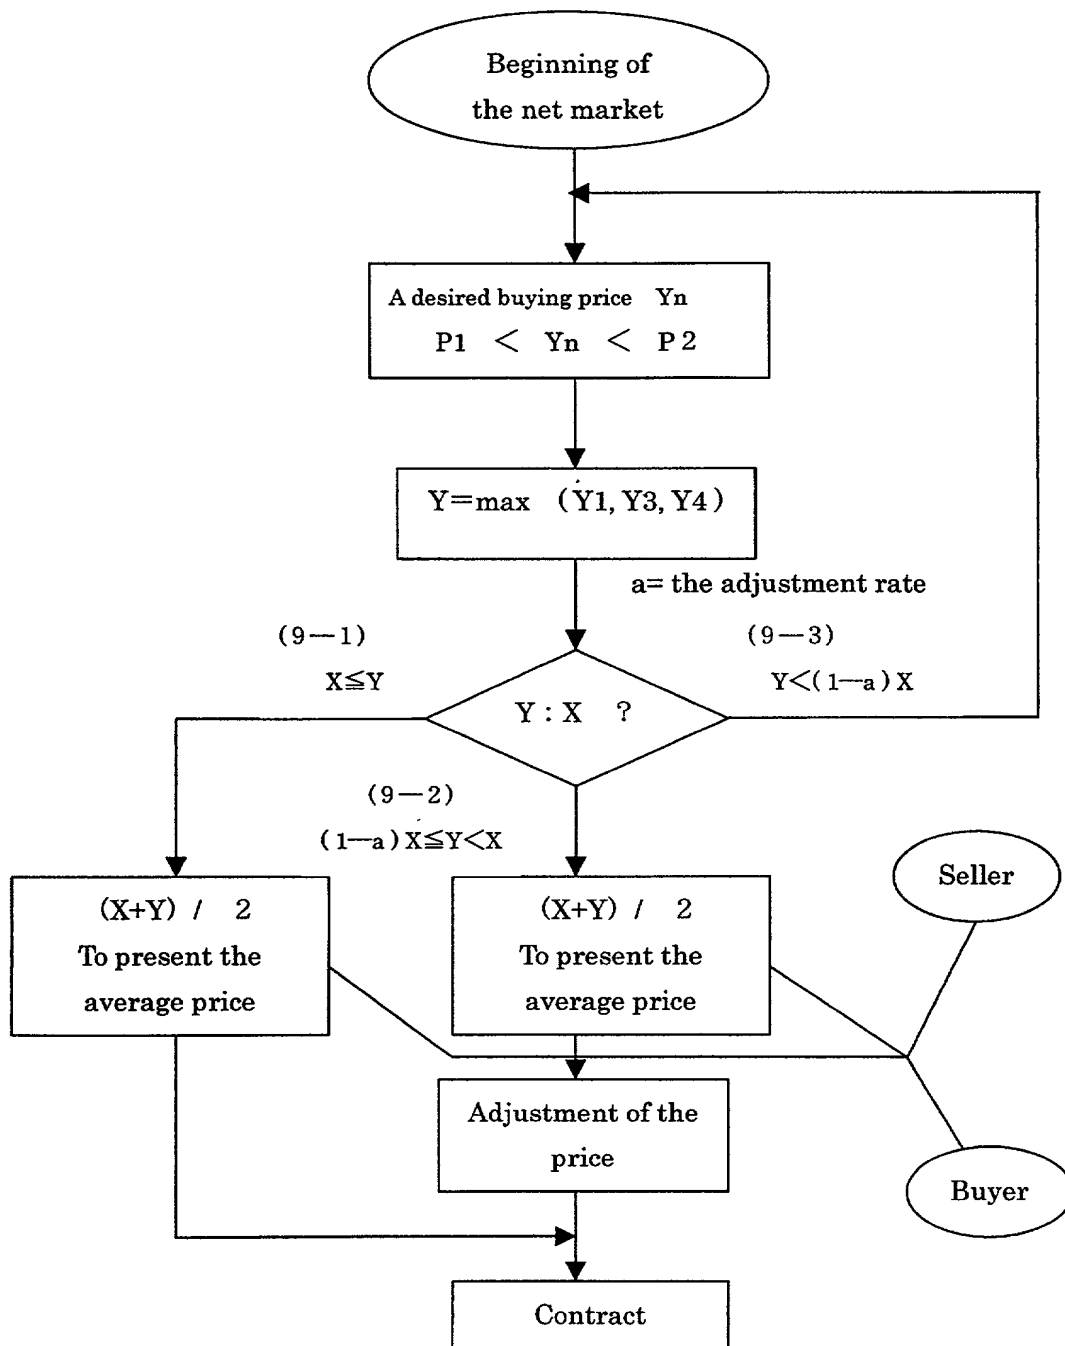 Beginning of
the net market
A desired buying price Yn
P1 < Yn < P2
Y=max (Y1, Y3, Y4)
a= the adjustment rate
(9—1)
X≦Y
(9—3)
Y<(1—a)X
Y : X ?
(9—2)
(1—a)X≦Y<X
(X+Y) / 2
To present the
average price
(X+Y) / 2
To present the
average price
Seller
Adjustment of the
price
Buyer
Contract